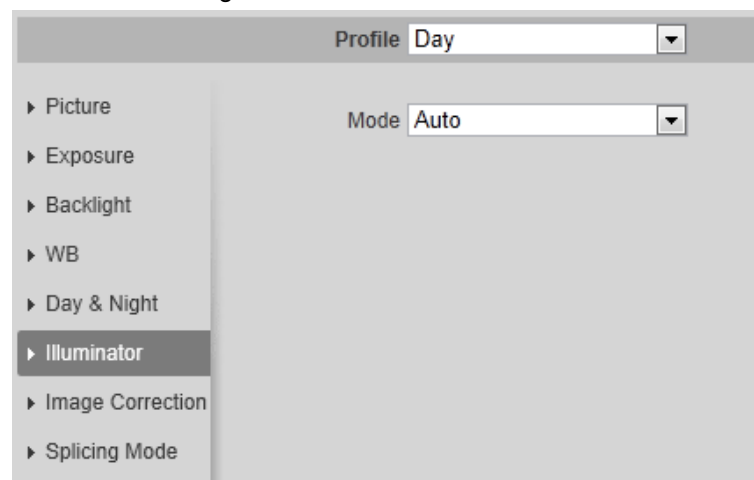 Profile Day
Mode Auto
Picture
Exposure
Backlight
WB
Day & Night
Illuminator
Image Correction
Splicing Mode